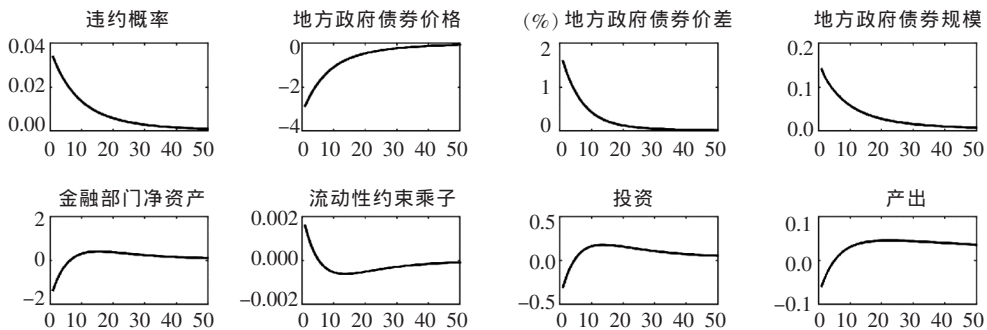 违约概率 地方政府债券价格 (%) 地方政府债券价差 地方政府债券规模
0.04 0 2 0.2
0.02 −2 1 0.1
0.00 −4 0 0.0
0 10 20 30 40 50 0 10 20 30 40 50 0 10 20 30 40 50 0 10 20 30 40 50
金融部门净资产 流动性约束乘子 投资 产出
2 0.002 0.5 0.1
0 0.000 0.0 0.0
−2 −0.002 −0.5 −0.1
0 10 20 30 40 50 0 10 20 30 40 50 0 10 20 30 40 50 0 10 20 30 40 50